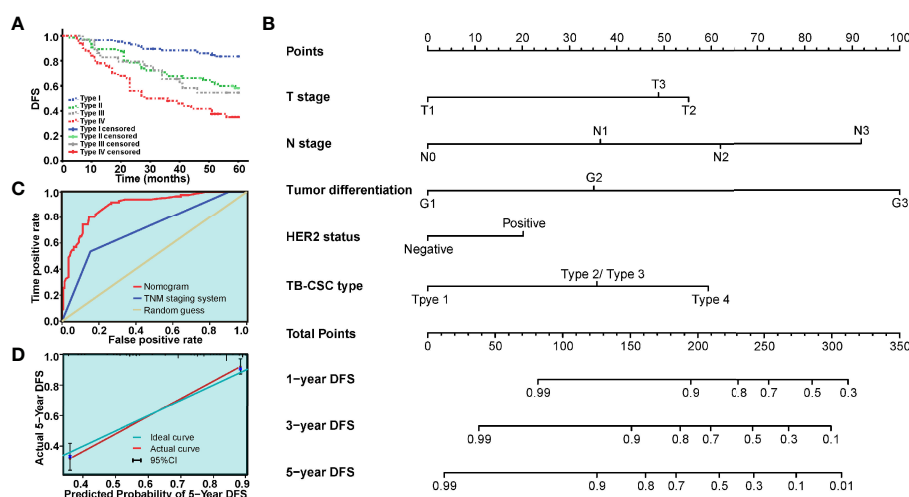 A
1.0
0.8
0.6
0.4
0.2
0.0
DFS
Type I
Type II
Type III
Type IV
Type I censored
Type II censored
Type III censored
Type IV censored
0 10 20 30 40 50 60
Time (months)
C
1.0
0.8
0.6
0.4
0.2
0.0
Time positive rate
Nomogram
TNM staging system
Random guess
0.0 0.2 0.4 0.6 0.8 1.0
False positive rate
D
1.0
0.8
0.6
0.4
Actual 5-Year DFS
Ideal curve
Actual curve
95%CI
0.4 0.5 0.6 0.7 0.8 0.9
Predicted Probability of 5-Year DFS
B
Points
0 10 20 30 40 50 60 70 80 90 100
T stage
T3
T1 T2
N stage
N1 N3
N0 N2
Tumor differentiation
G2
G1 G3
HER2 status
Positive
Negative
TB-CSC type
Type 2/ Type 3
Tpye 1 Type 4
Total Points
0 50 100 150 200 250 300 350
1-year DFS
0.99 0.9 0.8 0.7 0.5 0.3
3-year DFS
0.99 0.9 0.8 0.7 0.5 0.3 0.1
5-year DFS
0.99 0.9 0.8 0.7 0.5 0.3 0.1 0.01